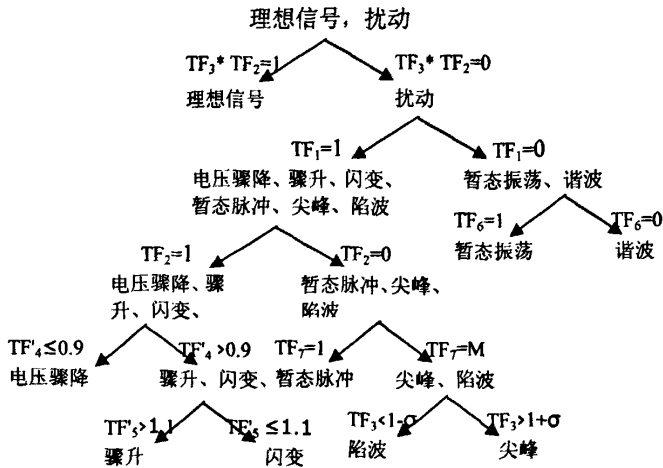 理想信号，扰动
TF₃* TF₂=1 TF₃* TF₂=0
理想信号 扰动
TF₁=1 TF₁=0
电压骤降、骤升、闪变、 暂态振荡、谐波
暂态脉冲、尖峰、陷波
TF₆=1 TF₆=0
暂态振荡 谐波
TF₂=1 TF₂=0
电压骤降、骤 暂态脉冲、尖峰、
升、闪变、 陷波
TF'₄≤0.9 TF'₄>0.9 TF₇=1 TF₇=M
电压骤降 骤升、闪变、 暂态脉冲 尖峰、陷波
TF'₅>1.1 TF'₅≤1.1 TF₃<1-σ TF₃>1+σ
骤升 闪变 陷波 尖峰